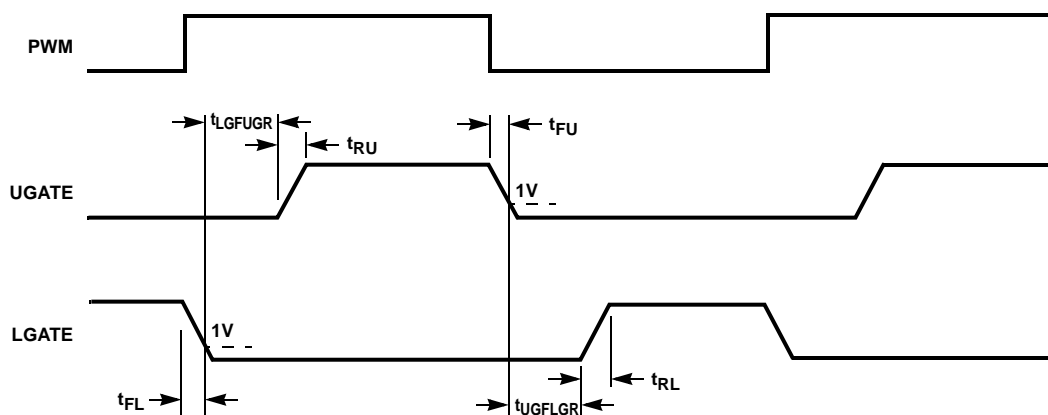 PWM
tLGFUGR
tFU
tRU
UGATE
1V
LGATE
1V
tFL
tRL
tUGFLGR